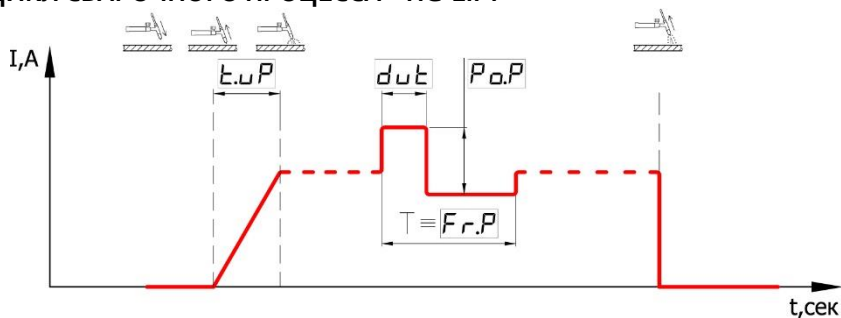 I,A
t.uP
dut
Po.P
T ≡ Fr.P
t,сек